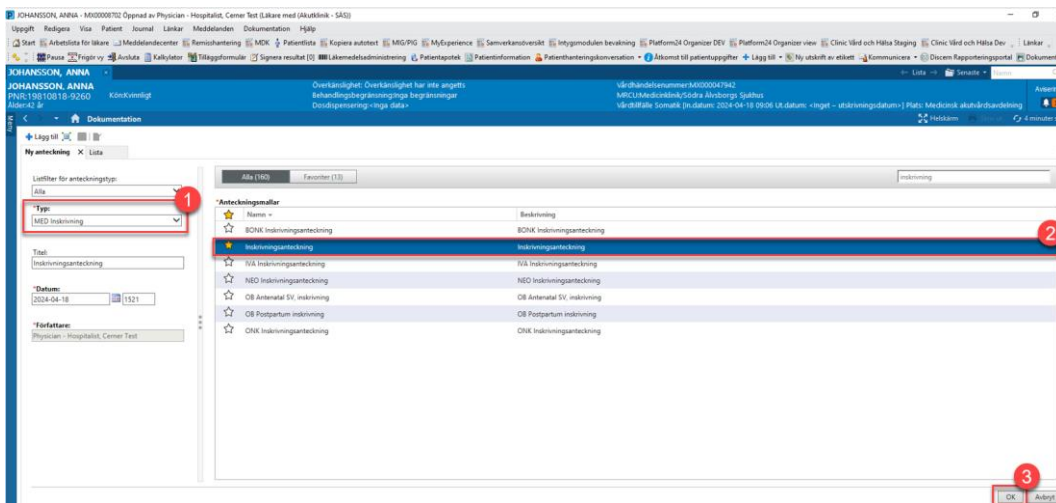 JOHANSSON, ANNA - MX00008702 Öppnad av Physician - Hospitalist, Cerner Test (Läkare med (Akutklinik - SÄS))
Uppgift Redigera Visa Patient Journal Länkar Meddelanden Dokumentation Hjälp
Start Arbetslista för läkare Meddelandecenter Remisshantering MDK Patientlista Kopiera autotext MIG/PIG MyExperience Samverkansöversikt Intygsmodulen bevakning Platform24 Organizer DEV Platform24 Organizer view Clinic Vård och Hälsa Staging Clinic Vård och Hälsa Dev Länkar
Pausa Frigör vy Avsluta Kalkylator Tilläggsformulär Signera resultat [0] Läkemedelsadministriering Patientapotek Patientinformation Patienthanteringskonversation Åtkomst till patientuppgifter Lägg till Ny utskrift av etikett Kommunicera Discern Rapporteringsportal Dokument
JOHANSSON, ANNA × Lista Senaste Namn
JOHANSSON, ANNA
PNR:19810818-9260 Kön:Kvinnligt
Ålder:42 år
Överkänslighet: Överkänslighet har inte angetts
Behandlingsbegränsning:Inga begränsningar
Dosdispensering:<Inga data>
Vårdhändelsenummer:MX000047942
MRCU:Medicinklinik/Södra Älvsborgs Sjukhus
Vårdtillfälle Somatik [In.datum: 2024-04-18 09:06 Ut.datum: <Inget – utskrivningsdatum>] Plats: Medicinsk akutvårdsavdelning
Meny
Dokumentation Helskärm 4 minuter s
Lägg till
Ny anteckning X Lista
Listfilter för anteckningstyp:
Alla
*Typ:
MED Inskrivning
1
Titel:
Inskrivningsanteckning
*Datum:
2024-04-18 1521
*Författare:
Physician - Hospitalist, Cerner Test
Alla (160) Favoriter (13) inskrivning
*Anteckningsmallar
Namn Beskrivning
BONK Inskrivningsanteckning BONK Inskrivningsanteckning
Inskrivningsanteckning Inskrivningsanteckning
2
IVA Inskrivningsanteckning IVA Inskrivningsanteckning
NEO Inskrivningsanteckning NEO Inskrivningsanteckning
OB Antenatal SV, inskrivning OB Antenatal SV, inskrivning
OB Postpartum inskrivning OB Postpartum inskrivning
ONK Inskrivningsanteckning ONK Inskrivningsanteckning
3
OK Avbryt